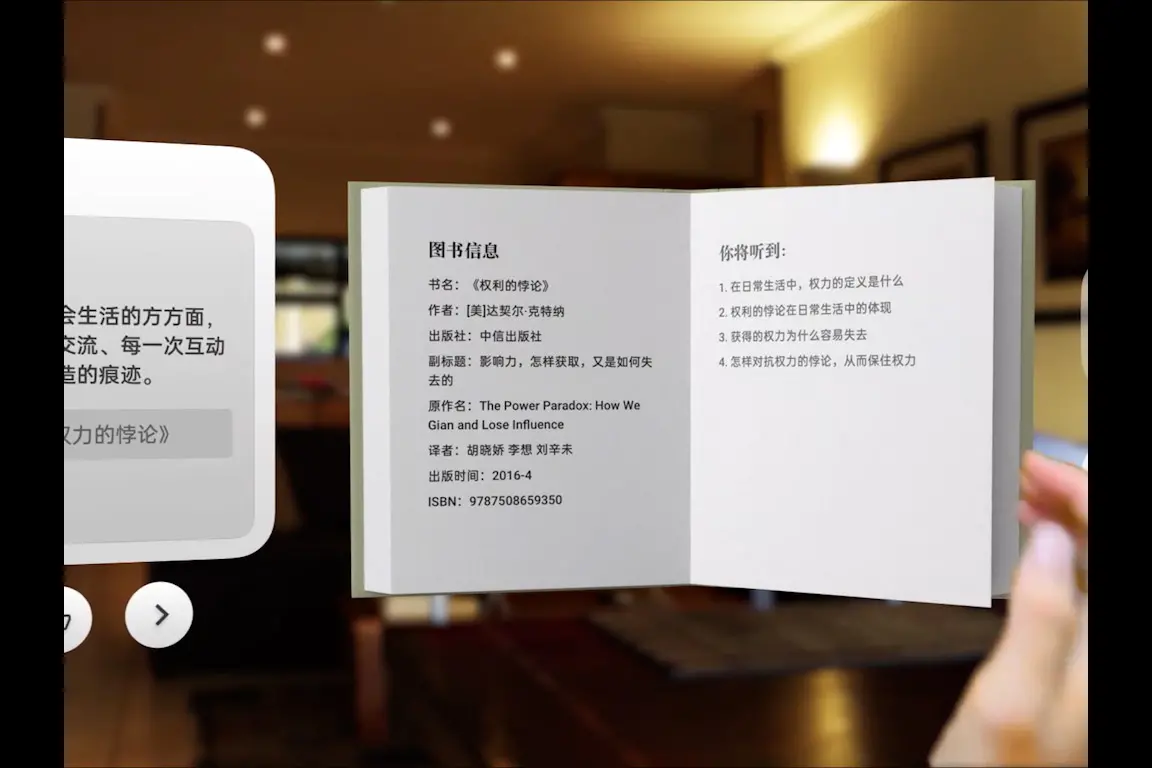 会生活的方方面，
交流、每一次互动
造的痕迹。
权力的悖论》
图书信息
书名：《权利的悖论》
作者：[美]达契尔·克特纳
出版社：中信出版社
副标题：影响力，怎样获取，又是如何失
去的
原作名：The Power Paradox: How We
Gian and Lose Influence
译者：胡晓娇 李想 刘辛未
出版时间：2016-4
ISBN：9787508659350
你将听到:
1. 在日常生活中，权力的定义是什么
2. 权利的悖论在日常生活中的体现
3. 获得的权力为什么容易失去
4. 怎样对抗权力的悖论，从而保住权力